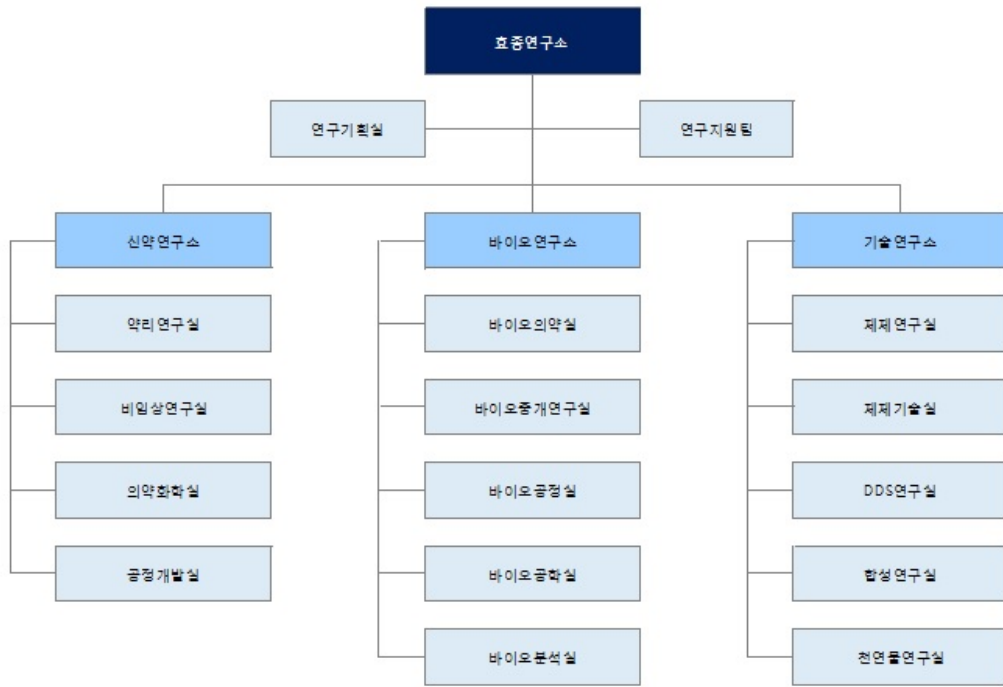 효종연구소
연구기획실
연구지원팀
신약연구소
바이오연구소
기술연구소
약리연구실
바이오의약실
제제연구실
비임상연구실
바이오중개연구실
제제기술실
의약화학실
바이오공정실
DDS연구실
공정개발실
바이오공학실
합성연구실
바이오분석실
천연물연구실